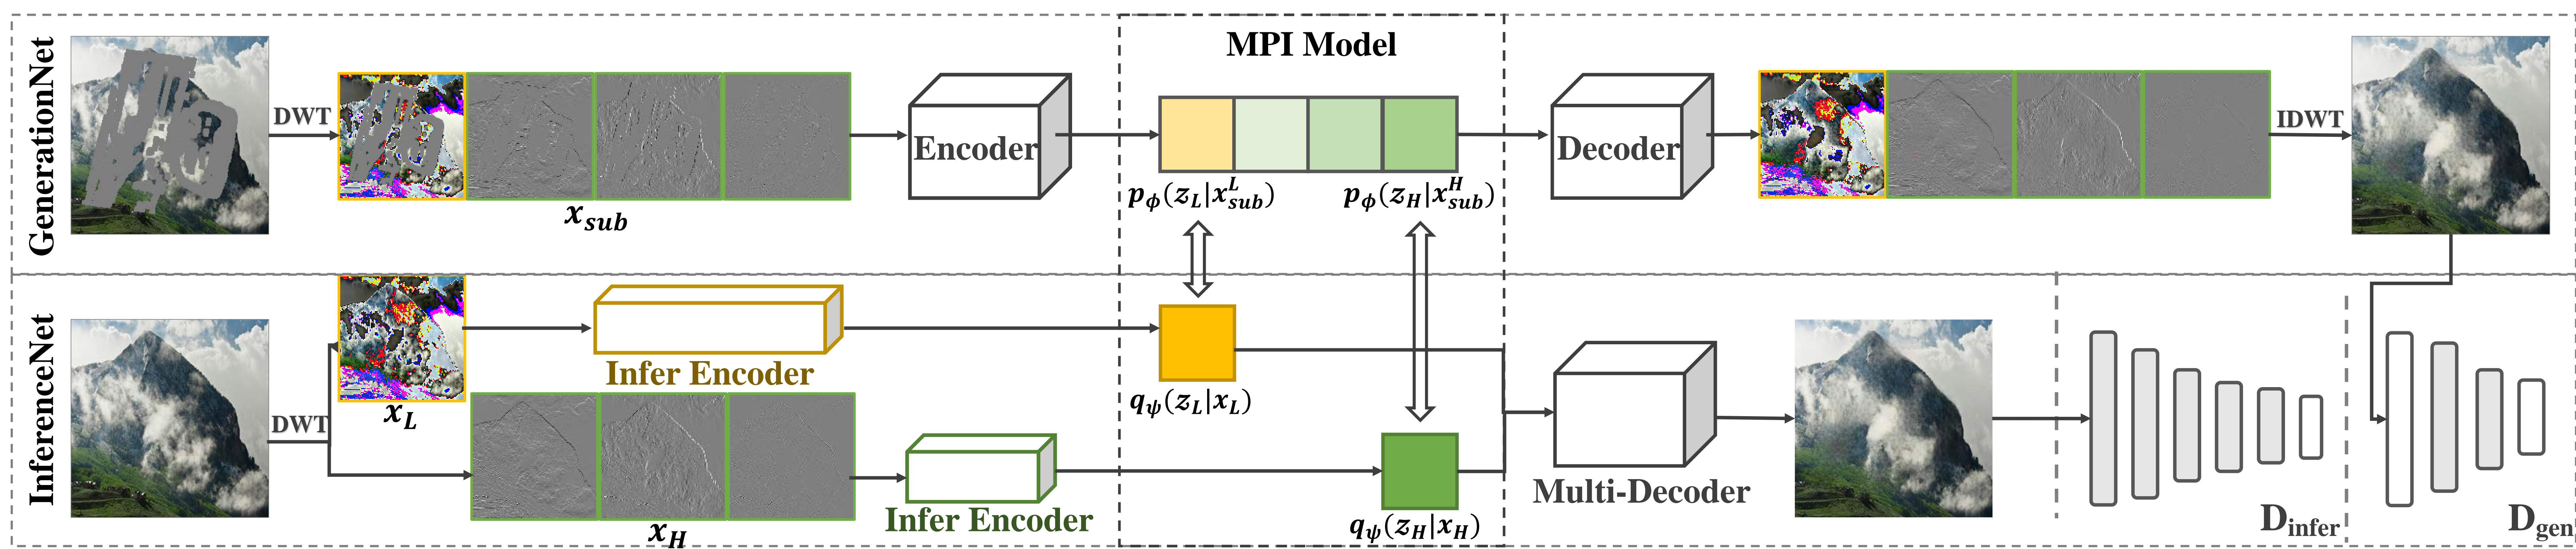 GenerationNet
DWT
x_sub
Encoder
MPI Model
p_ϕ(z_L|x^L_sub)
p_ϕ(z_H|x^H_sub)
Decoder
IDWT
InferenceNet
DWT
x_L
Infer Encoder
x_H
Infer Encoder
q_ψ(z_L|x_L)
q_ψ(z_H|x_H)
Multi-Decoder
D_infer
D_gen